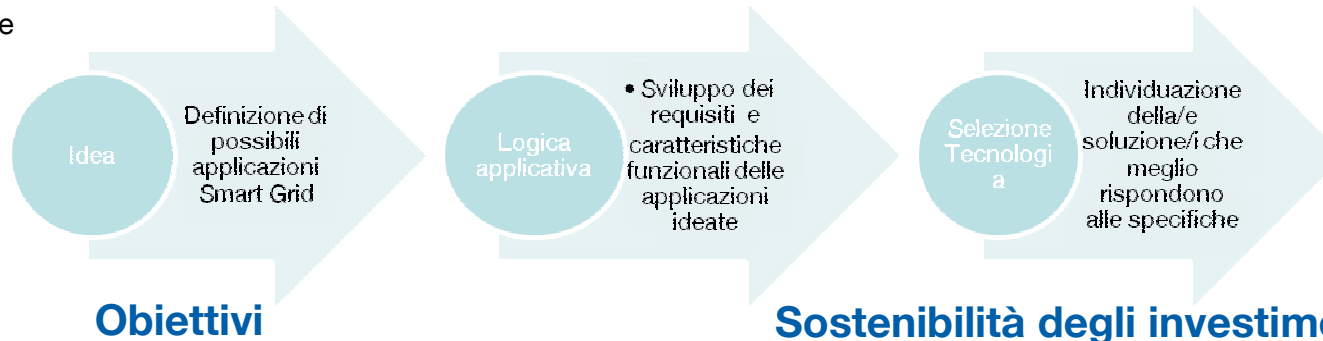 e
Idea
Definizione di
possibili
applicazioni
Smart Grid
Logica
applicativa
• Sviluppo dei
requisiti e
caratteristiche
funzionali delle
applicazioni
ideate
Selezione
Tecnologi
a
Individuazione
della/e
soluzione/i che
meglio
rispondono
alle specifiche
Obiettivi
Sostenibilità degli investim